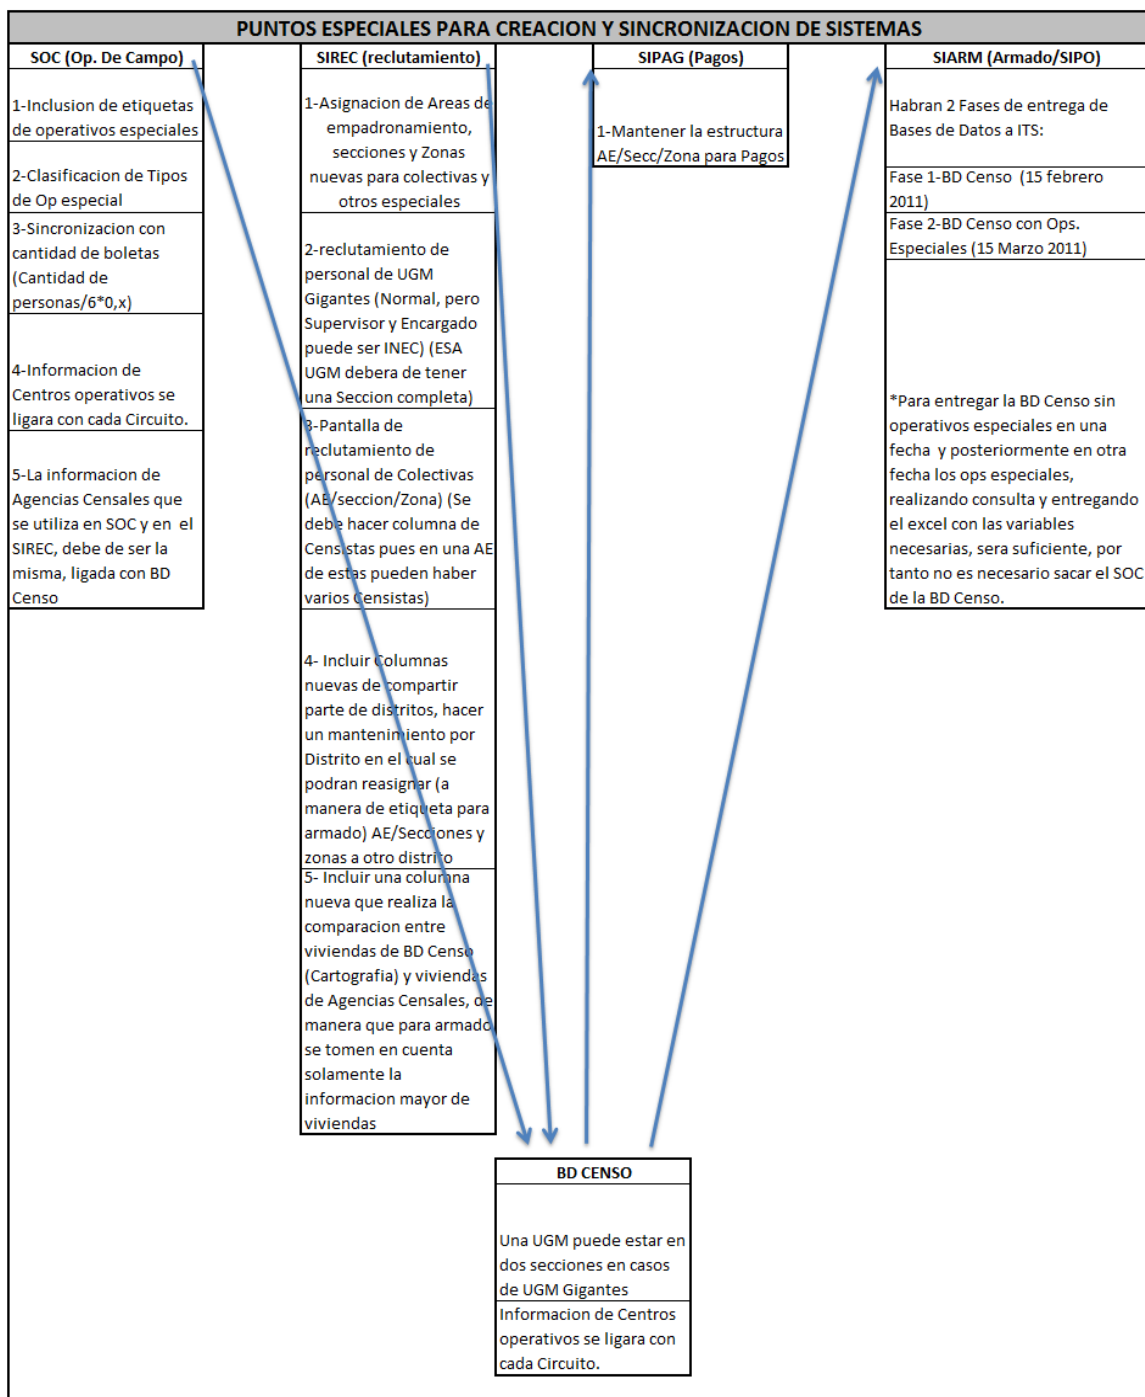 PUNTOS ESPECIALES PARA CREACION Y SINCRONIZACION DE SISTEMAS
SOC (Op. De Campo)
1-Inclusion de etiquetas
de operativos especiales
2-Clasificacion de Tipos
de Op especial
3-Sincronizacion con
cantidad de boletas
(Cantidad de
personas/6*0,x)
4-Informacion de
Centros operativos se
ligara con cada Circuito.
5-La informacion de
Agencias Censales que
se utiliza en SOC y en el
SIREC, debe de ser la
misma, ligada con BD
Censo
SIREC (reclutamiento)
1-Asignacion de Areas de
empadronamiento,
secciones y Zonas
nuevas para colectivas y
otros especiales
2-reclutamiento de
personal de UGM
Gigantes (Normal, pero
Supervisor y Encargado
puede ser INEC) (ESA
UGM debera de tener
una Seccion completa)
3-Pantalla de
reclutamiento de
personal de Colectivas
(AE/seccion/Zona) (Se
debe hacer columna de
Censistas pues en una AE
de estas pueden haber
varios Censistas)
4- Incluir Columnas
nuevas de compartir
parte de distritos, hacer
un mantenimiento por
Distrito en el cual se
podran reasignar (a
manera de etiqueta para
armado) AE/Secciones y
zonas a otro distrito
5- Incluir una columna
nueva que realiza la
comparacion entre
viviendas de BD Censo
(Cartografia) y viviendas
de Agencias Censales, de
manera que para armado
se tomen en cuenta
solamente la
informacion mayor de
viviendas
SIPAG (Pagos)
1-Mantener la estructura
AE/Secc/Zona para Pagos
SIARM (Armado/SIPO)
Habran 2 Fases de entrega de
Bases de Datos a ITS:
Fase 1-BD Censo (15 febrero
2011)
Fase 2-BD Censo con Ops.
Especiales (15 Marzo 2011)
*Para entregar la BD Censo sin
operativos especiales en una
fecha y posteriormente en otra
fecha los ops especiales,
realizando consulta y entregando
el excel con las variables
necesarias, sera suficiente, por
tanto no es necesario sacar el SOC
de la BD Censo.
BD CENSO
Una UGM puede estar en
dos secciones en casos
de UGM Gigantes
Informacion de Centros
operativos se ligara con
cada Circuito.